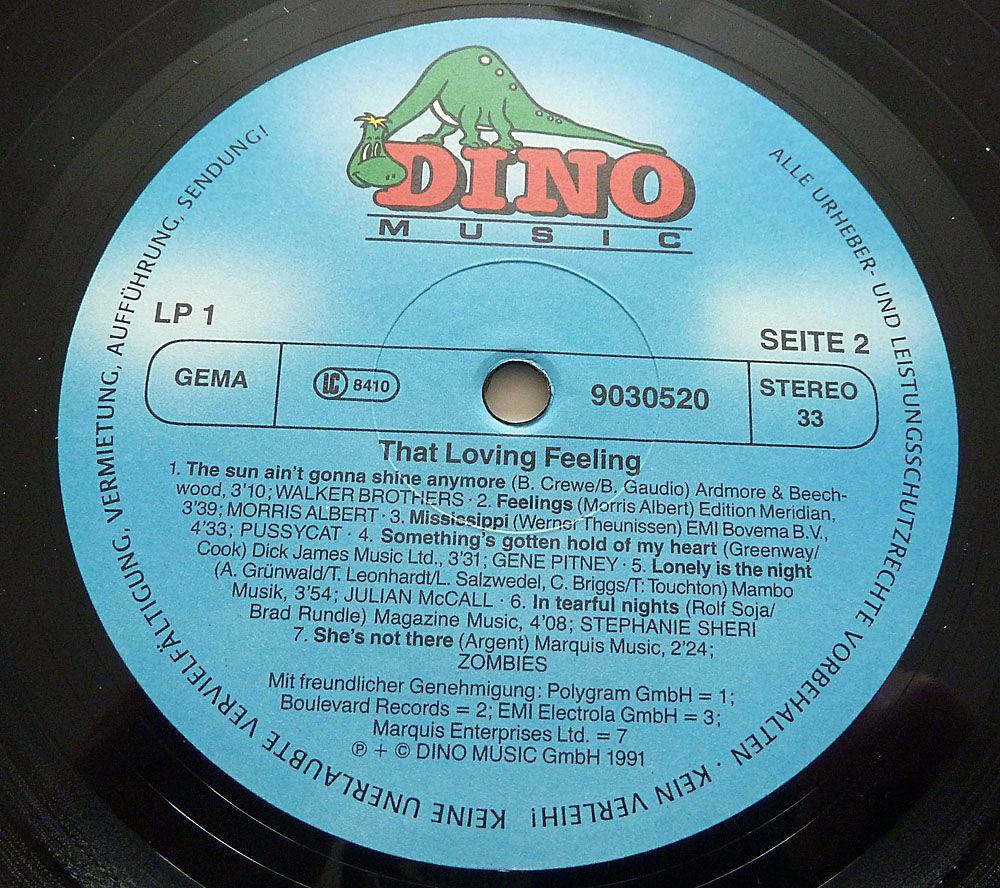 DINO
MUSIC
ALLE URHEBER- UND LEISTUNGSSCHUTZRECHTE VORBEHALTEN · KEIN VERLEIH! KEINE UNERLAUBTE VERVIELFÄLTIGUNG, VERMIETUNG, AUFFÜHRUNG, SENDUNG!
LP 1
SEITE 2
GEMA
LC 8410
9030520
STEREO
33
That Loving Feeling
1. The sun ain't gonna shine anymore (B. Crewe/B. Gaudio) Ardmore & Beech-
wood, 3'10; WALKER BROTHERS · 2. Feelings (Morris Albert) Edition Meridian,
3'39; MORRIS ALBERT · 3. Mississippi (Werner Theunissen) EMI Bovema B.V.,
4'33; PUSSYCAT · 4. Something's gotten hold of my heart (Greenway/
Cook) Dick James Music Ltd., 3'31; GENE PITNEY · 5. Lonely is the night
(A. Grünwald/T. Leonhardt/L. Salzwedel, C. Briggs/T. Touchton) Mambo
Musik, 3'54; JULIAN McCALL · 6. In tearful nights (Rolf Soja/
Brad Rundle) Magazine Music, 4'08; STEPHANIE SHERI
7. She's not there (Argent) Marquis Music, 2'24;
ZOMBIES
Mit freundlicher Genehmigung: Polygram GmbH = 1;
Boulevard Records = 2; EMI Electrola GmbH = 3;
Marquis Enterprises Ltd. = 7
℗ + © DINO MUSIC GmbH 1991